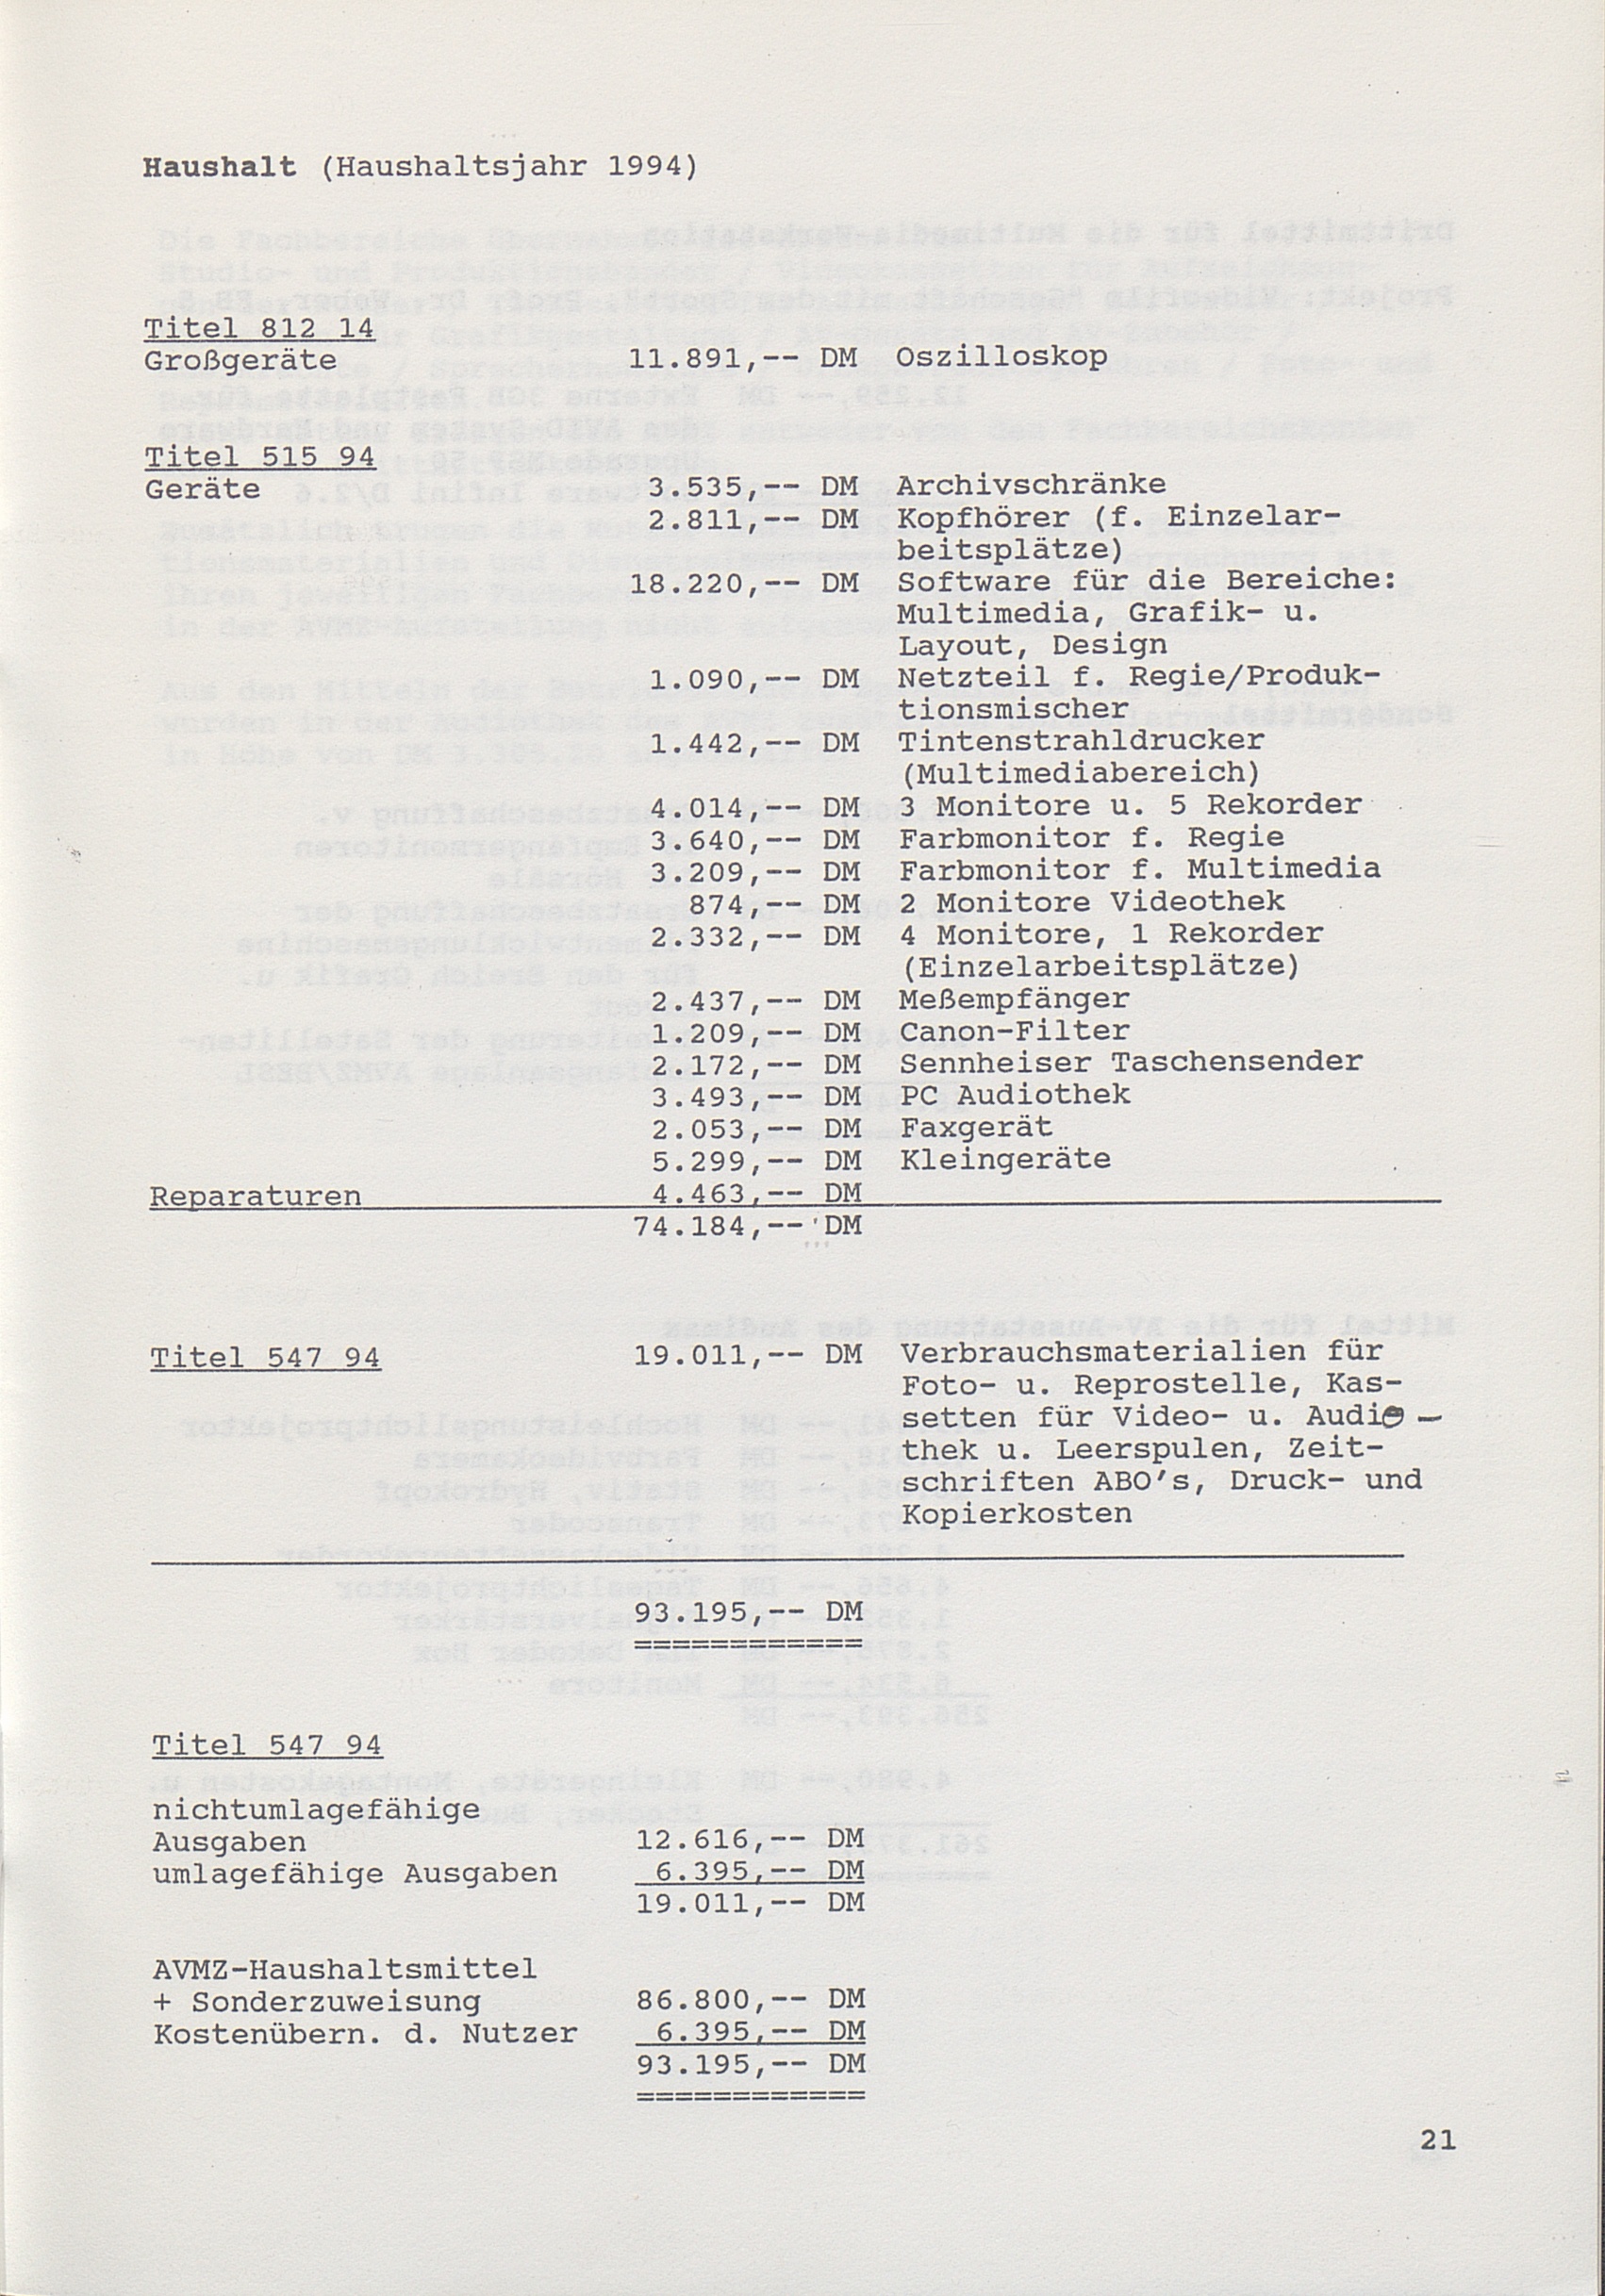 Haushalt (Haushaltsjahr 1994)
Titel 812 14
Großgeräte 11.891,-- DM Oszilloskop
Titel 515 94
Geräte 3.535,-- DM Archivschränke
2.811,-- DM Kopfhörer (f. Einzelar-
beitsplätze)
18.220,-- DM Software für die Bereiche:
Multimedia, Grafik- u.
Layout, Design
1.090,-- DM Netzteil f. Regie/Produk-
tionsmischer
1.442,-- DM Tintenstrahldrucker
(Multimediabereich)
4.014,-- DM 3 Monitore u. 5 Rekorder
3.640,-- DM Farbmonitor f. Regie
3.209,-- DM Farbmonitor f. Multimedia
874,-- DM 2 Monitore Videothek
2.332,-- DM 4 Monitore, 1 Rekorder
(Einzelarbeitsplätze)
2.437,-- DM Meßempfänger
1.209,-- DM Canon-Filter
2.172,-- DM Sennheiser Taschensender
3.493,-- DM PC Audiothek
2.053,-- DM Faxgerät
5.299,-- DM Kleingeräte
Reparaturen 4.463,-- DM
74.184,-- DM
Titel 547 94 19.011,-- DM Verbrauchsmaterialien für
Foto- u. Reprostelle, Kas-
setten für Video- u. Audio-
thek u. Leerspulen, Zeit-
schriften ABO's, Druck- und
Kopierkosten
93.195,-- DM
============
Titel 547 94
nichtumlagefähige
Ausgaben 12.616,-- DM
umlagefähige Ausgaben 6.395,-- DM
19.011,-- DM
AVMZ-Haushaltsmittel
+ Sonderzuweisung 86.800,-- DM
Kostenübern. d. Nutzer 6.395,-- DM
93.195,-- DM
============
21